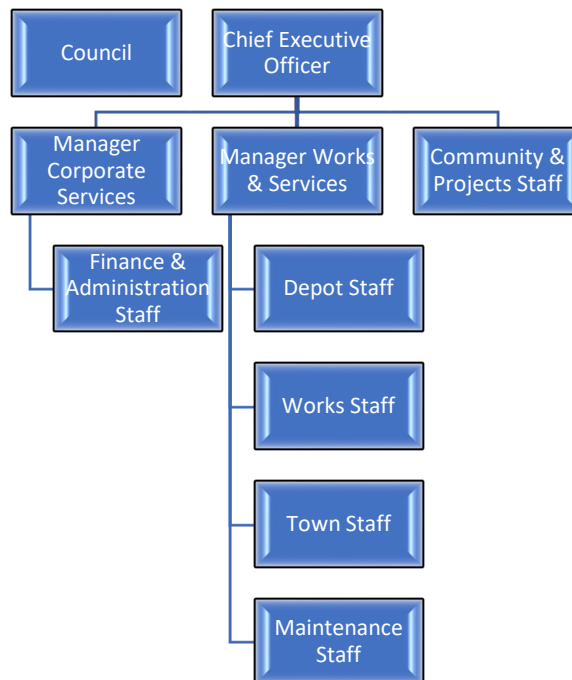 Council
Chief Executive
Officer
Manager
Corporate
Services
Manager Works
& Services
Community &
Projects Staff
Finance &
Administration
Staff
Depot Staff
Works Staff
Town Staff
Maintenance
Staff